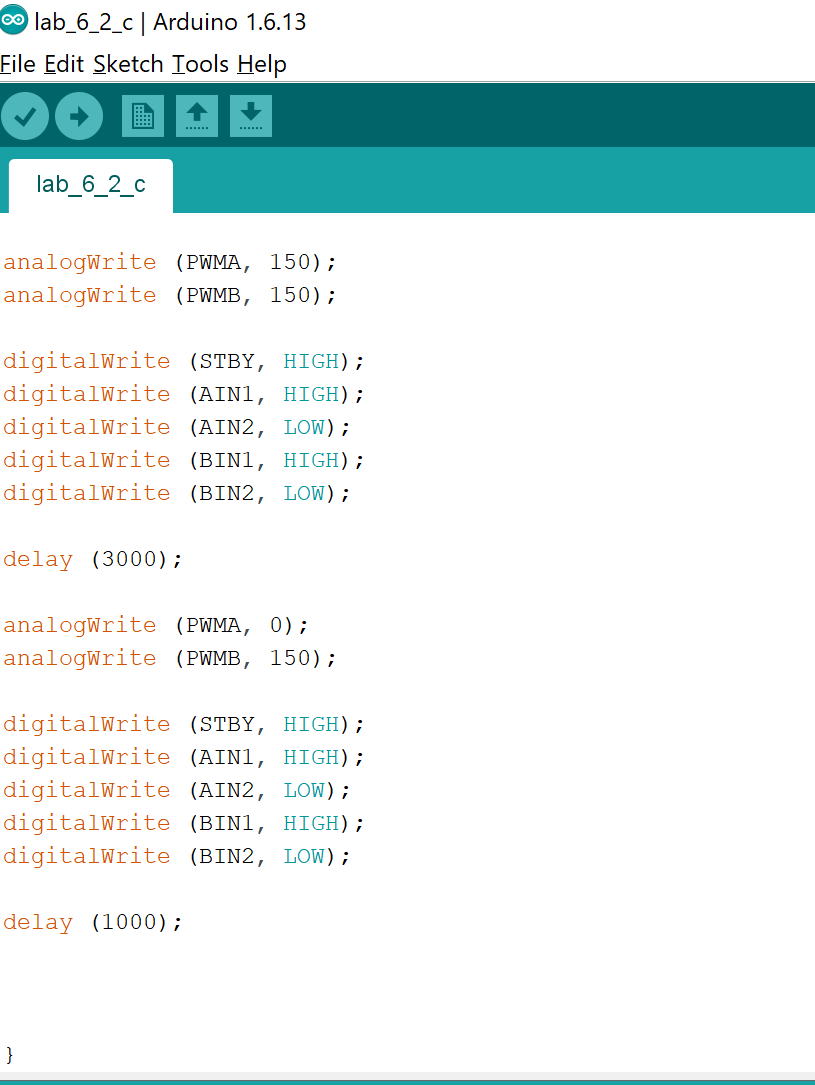 lab_6_2_c | Arduino 1.6.13
File Edit Sketch Tools Help
lab_6_2_c
analogWrite (PWMA, 150);
analogWrite (PWMB, 150);
digitalWrite (STBY, HIGH);
digitalWrite (AIN1, HIGH);
digitalWrite (AIN2, LOW);
digitalWrite (BIN1, HIGH);
digitalWrite (BIN2, LOW);
delay (3000);
analogWrite (PWMA, 0);
analogWrite (PWMB, 150);
digitalWrite (STBY, HIGH);
digitalWrite (AIN1, HIGH);
digitalWrite (AIN2, LOW);
digitalWrite (BIN1, HIGH);
digitalWrite (BIN2, LOW);
delay (1000);
}